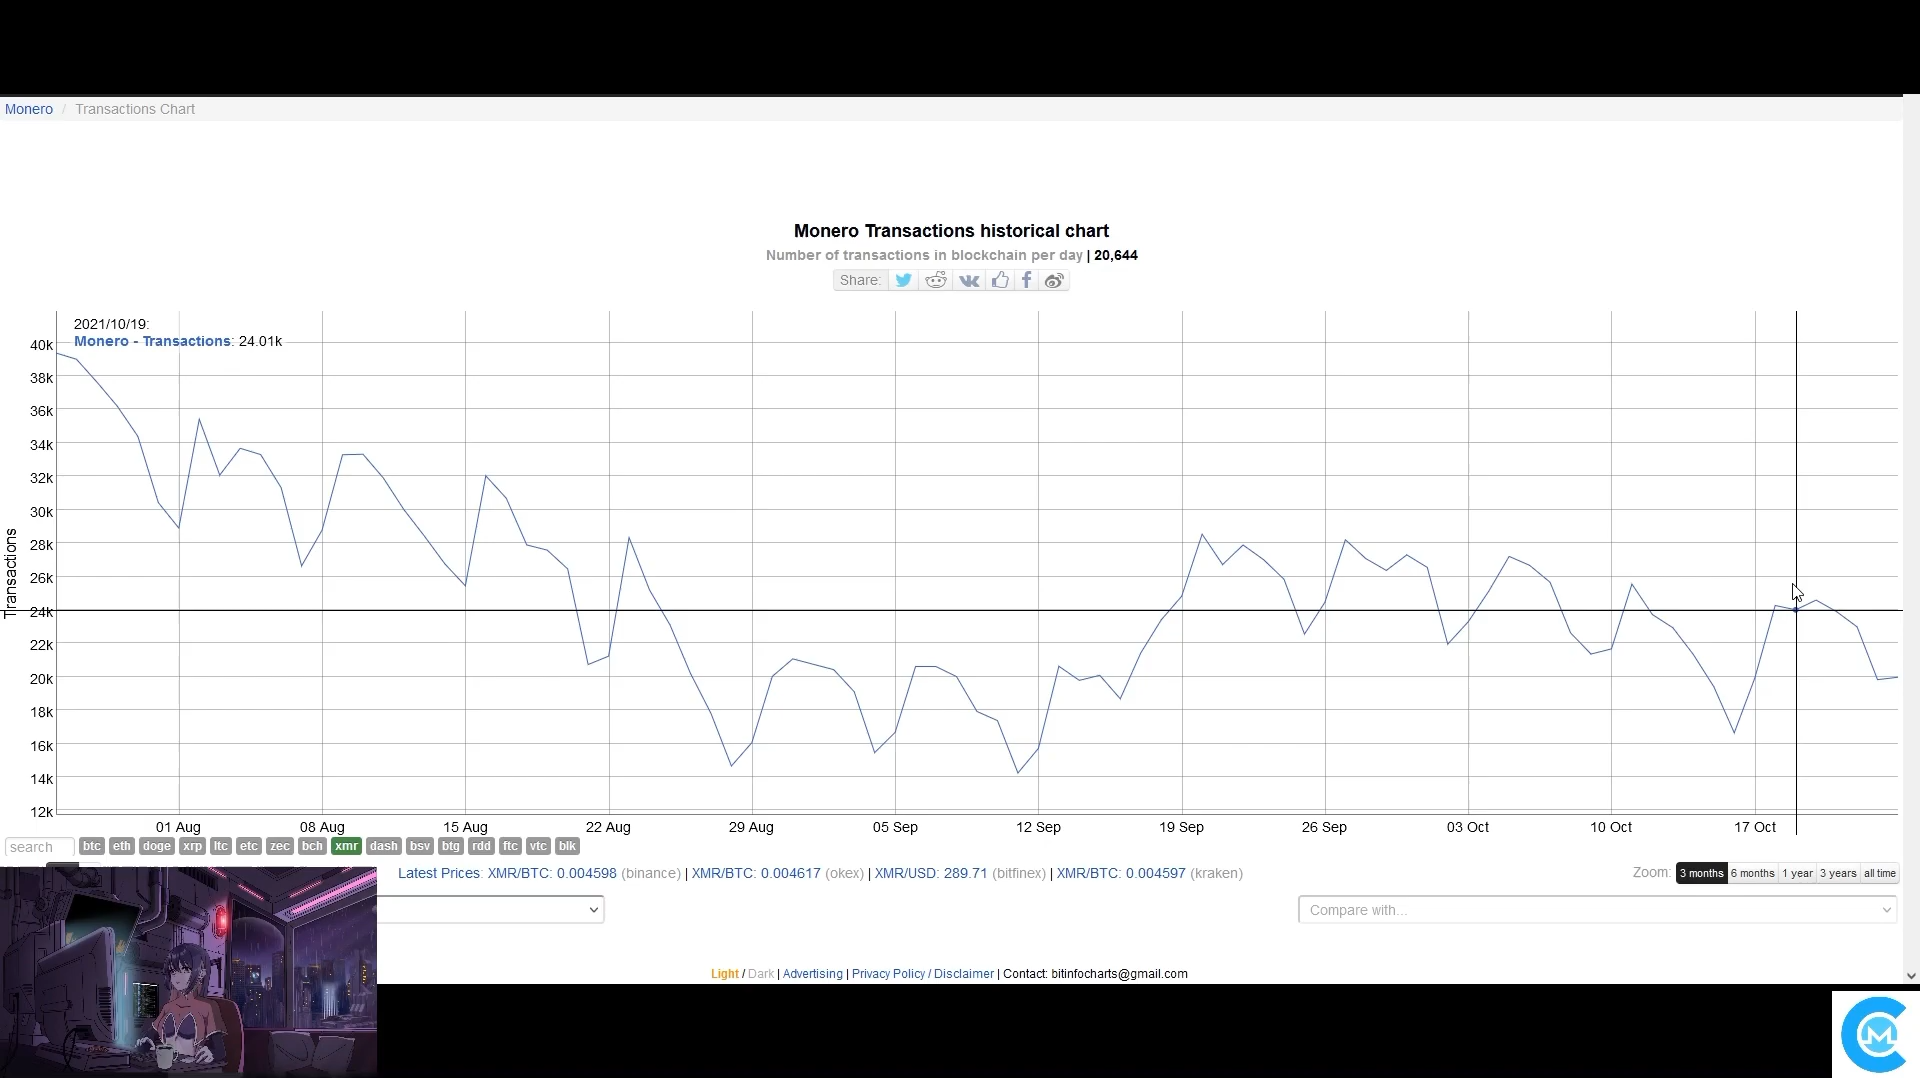 Monero / Transactions Chart
Monero Transactions historical chart
Number of transactions in blockchain per day | 20,644
Share:
2021/10/19:
Monero - Transactions: 24.01k
40k
38k
36k
34k
32k
30k
28k
26k
24k
22k
20k
18k
16k
14k
12k
Transactions
01 Aug 08 Aug 15 Aug 22 Aug 29 Aug 05 Sep 12 Sep 19 Sep 26 Sep 03 Oct 10 Oct 17 Oct
search btc eth doge xrp ltc etc zec bch xmr dash bsv btg rdd ftc vtc blk
Latest Prices: XMR/BTC: 0.004598 (binance) | XMR/BTC: 0.004617 (okex) | XMR/USD: 289.71 (bitfinex) | XMR/BTC: 0.004597 (kraken)
Zoom: 3 months 6 months 1 year 3 years all time
Compare with...
Light / Dark | Advertising | Privacy Policy / Disclaimer | Contact: bitinfocharts@gmail.com